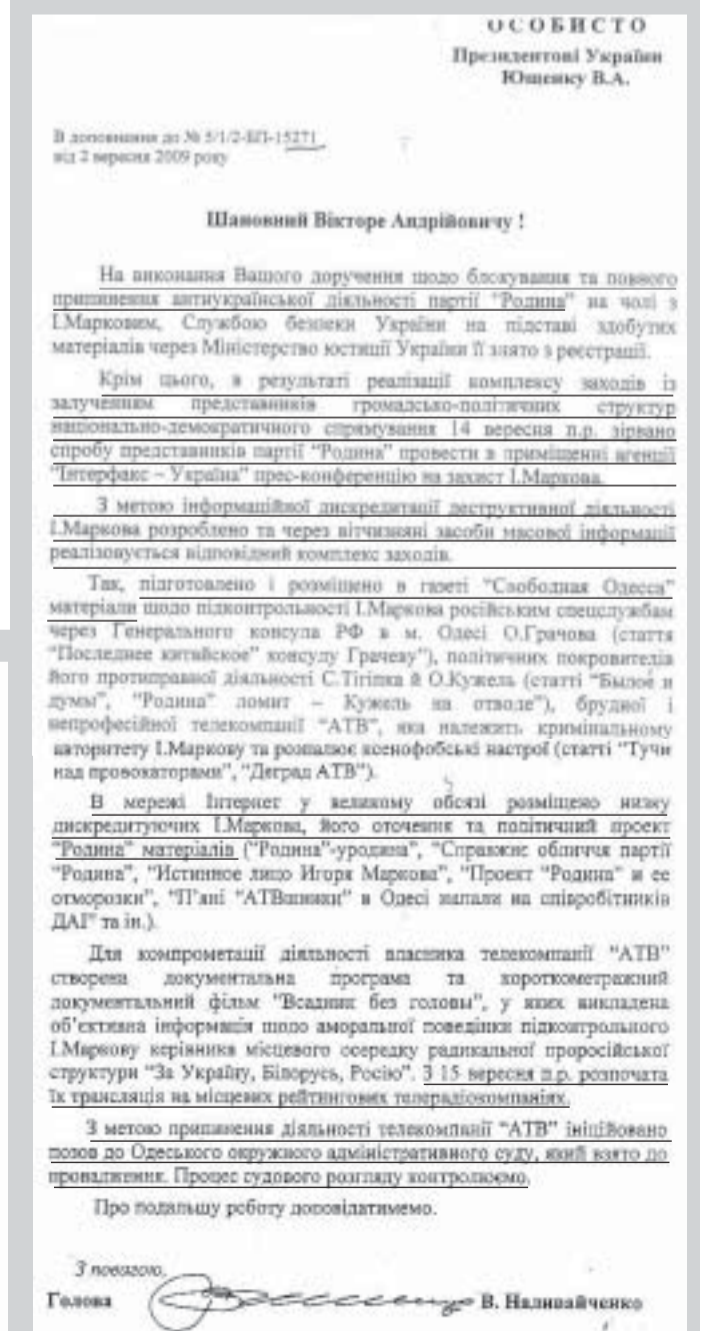 ОСОБИСТО
Президентові України
Ющенку В.А.
В доповнення до № 5/1/2-БП-15271
від 2 вересня 2009 року
Шановний Вікторе Андрійовичу !
На виконання Вашого доручення щодо блокування та повного
припинення антиукраїнської діяльності партії "Родина" на чолі з
І.Марковим, Службою безпеки України на підставі здобутих
матеріалів через Міністерство юстиції України її знято з реєстрації.
Крім цього, в результаті реалізації комплексу заходів із
залученням представників громадсько-політичних структур
національно-демократичного спрямування 14 вересня п.р. зірвано
спробу представників партії "Родина" провести в приміщенні агенції
"Інтерфакс – Україна" прес-конференцію на захист І.Маркова.
З метою інформаційної дискредитації деструктивної діяльності
І.Маркова розроблено та через вітчизняні засоби масової інформації
реалізовується відповідний комплекс заходів.
Так, підготовлено і розміщено в газеті "Свободная Одесса"
матеріали щодо підконтрольності І.Маркова російським спецслужбам
через Генерального консула РФ в м. Одесі О.Грачова (стаття
"Последнее китайское" консулу Грачеву"), політичних покровителів
його протиправної діяльності С.Тігіпка й О.Кужель (статті "Былое и
думы", "Родина" ломит – Кужель на отводе"), брудної і
непрофесійної телекомпанії "АТВ", яка належить кримінальному
авторитету І.Маркову та розпалює ксенофобські настрої (статті "Тучи
над провокаторами", "Деград АТВ").
В мережі Інтернет у великому обсязі розміщено низку
дискредитуючих І.Маркова, його оточення та політичний проект
"Родина" матеріалів ("Родина"-уродина", "Справжнє обличчя партії
"Родина", "Истинное лицо Игоря Маркова", "Проект "Родина" и ее
отморозки", "П'яні "АТВшники" в Одесі напали на співробітників
ДАІ" та ін.).
Для компрометації діяльності власника телекомпанії "АТВ"
створена документальна програма та короткометражний
документальний фільм "Всадник без головы", у яких викладена
об'єктивна інформація щодо аморальної поведінки підконтрольного
І.Маркову керівника місцевого осередку радикальної проросійської
структури "За Україну, Білорусь, Росію". З 15 вересня п.р. розпочата
їх трансляція на місцевих рейтингових телерадіокомпаніях.
З метою припинення діяльності телекомпанії "АТВ" ініційовано
позов до Одеського окружного адміністративного суду, який взято до
провадження. Процес судового розгляду контролюємо.
Про подальшу роботу доповідатимемо.
З повагою,
Голова В. Наливайченко